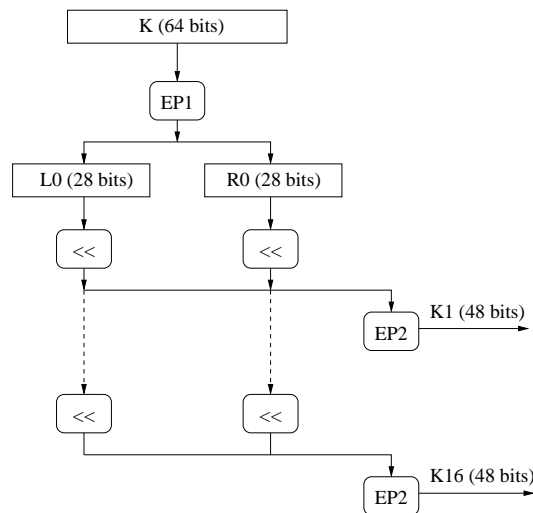 K (64 bits)
EP1
L0 (28 bits)
R0 (28 bits)
<<
<<
K1 (48 bits)
EP2
<<
<<
K16 (48 bits)
EP2